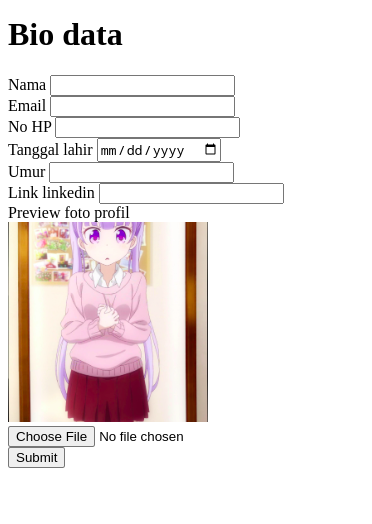 Bio data
Nama
Email
No HP
Tanggal lahir mm/dd/yyyy
Umur
Link linkedin
Preview foto profil
Choose File No file chosen
Submit